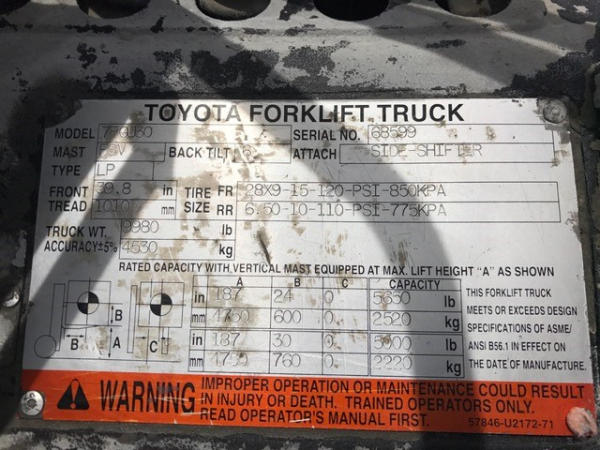 TOYOTA FORKLIFT TRUCK
MODEL SERIAL NO. 68599
MAST BACK TILT ATTACH SIDE-SHIFTER
TYPE LP
FRONT TREAD 39.8 in 1010 mm
TIRE SIZE FR 28X9-15-120-PSI-850KPA
RR 6.50-10-110-PSI-775KPA
TRUCK WT. 9980 lb
ACCURACY±5% 4530 kg
RATED CAPACITY WITH VERTICAL MAST EQUIPPED AT MAX. LIFT HEIGHT "A" AS SHOWN
A B C CAPACITY
in 187 24 0 5650 lb
mm 600 0 2520 kg
in 187 30 0 lb
mm 760 0 2220 kg
B
B A C
THIS FORKLIFT TRUCK
MEETS OR EXCEEDS DESIGN
SPECIFICATIONS OF ASME/
ANSI B56.1 IN EFFECT ON
THE DATE OF MANUFACTURE.
WARNING
IMPROPER OPERATION OR MAINTENANCE COULD RESULT
IN INJURY OR DEATH. TRAINED OPERATORS ONLY.
READ OPERATOR'S MANUAL FIRST.
57846-U2172-71